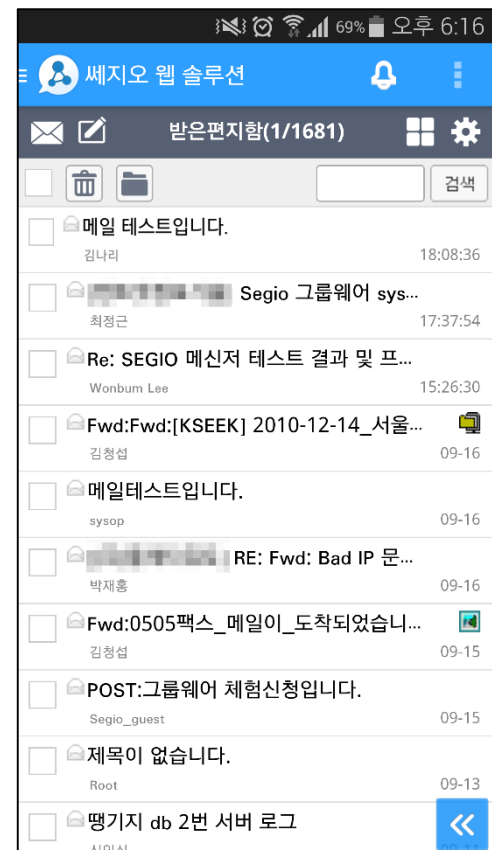 69% 오후 6:16
쎄지오 웹 솔루션
받은편지함(1/1681)
검색
메일 테스트입니다.
김나리 18:08:36
Segio 그룹웨어 sys...
최정근 17:37:54
Re: SEGIO 메신저 테스트 결과 및 프...
Wonbum Lee 15:26:30
Fwd:Fwd:[KSEEK] 2010-12-14_서울...
김청섭 09-16
메일테스트입니다.
sysop 09-16
RE: Fwd: Bad IP 문...
박재홍 09-16
Fwd:0505팩스_메일이_도착되었습니...
김청섭 09-15
POST:그룹웨어 체험신청입니다.
Segio_guest 09-15
제목이 없습니다.
Root 09-13
땡기지 db 2번 서버 로그